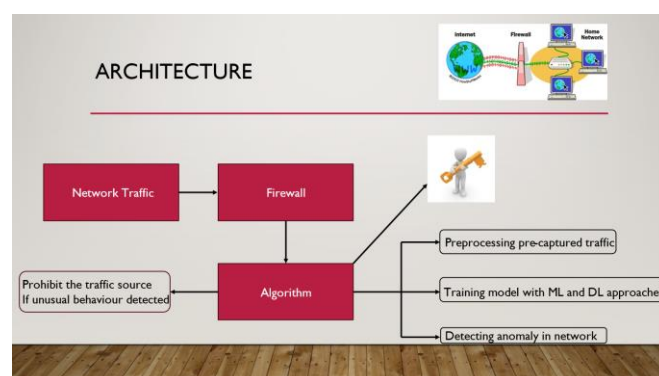 ARCHITECTURE
Internet
Firewall
Home
Network
Network Traffic
Firewall
Preprocessing pre-captured traffic
Prohibit the traffic source
If unusual behaviour detected
Algorithm
Training model with ML and DL approache
Detecting anomaly in network